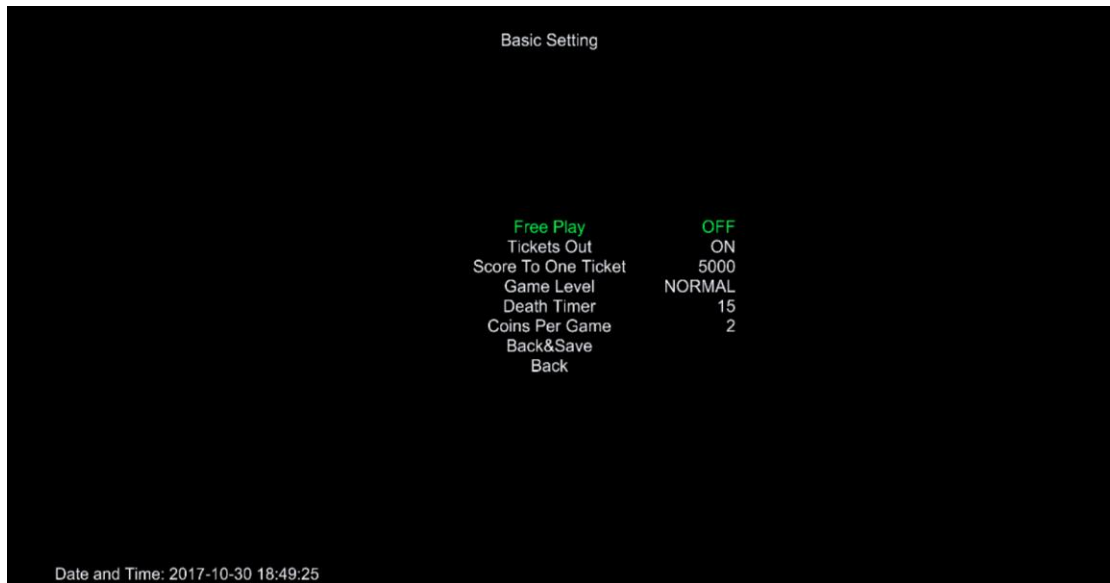 Basic Setting
Free Play OFF
Tickets Out ON
Score To One Ticket 5000
Game Level NORMAL
Death Timer 15
Coins Per Game 2
Back&Save
Back
Date and Time: 2017-10-30 18:49:25